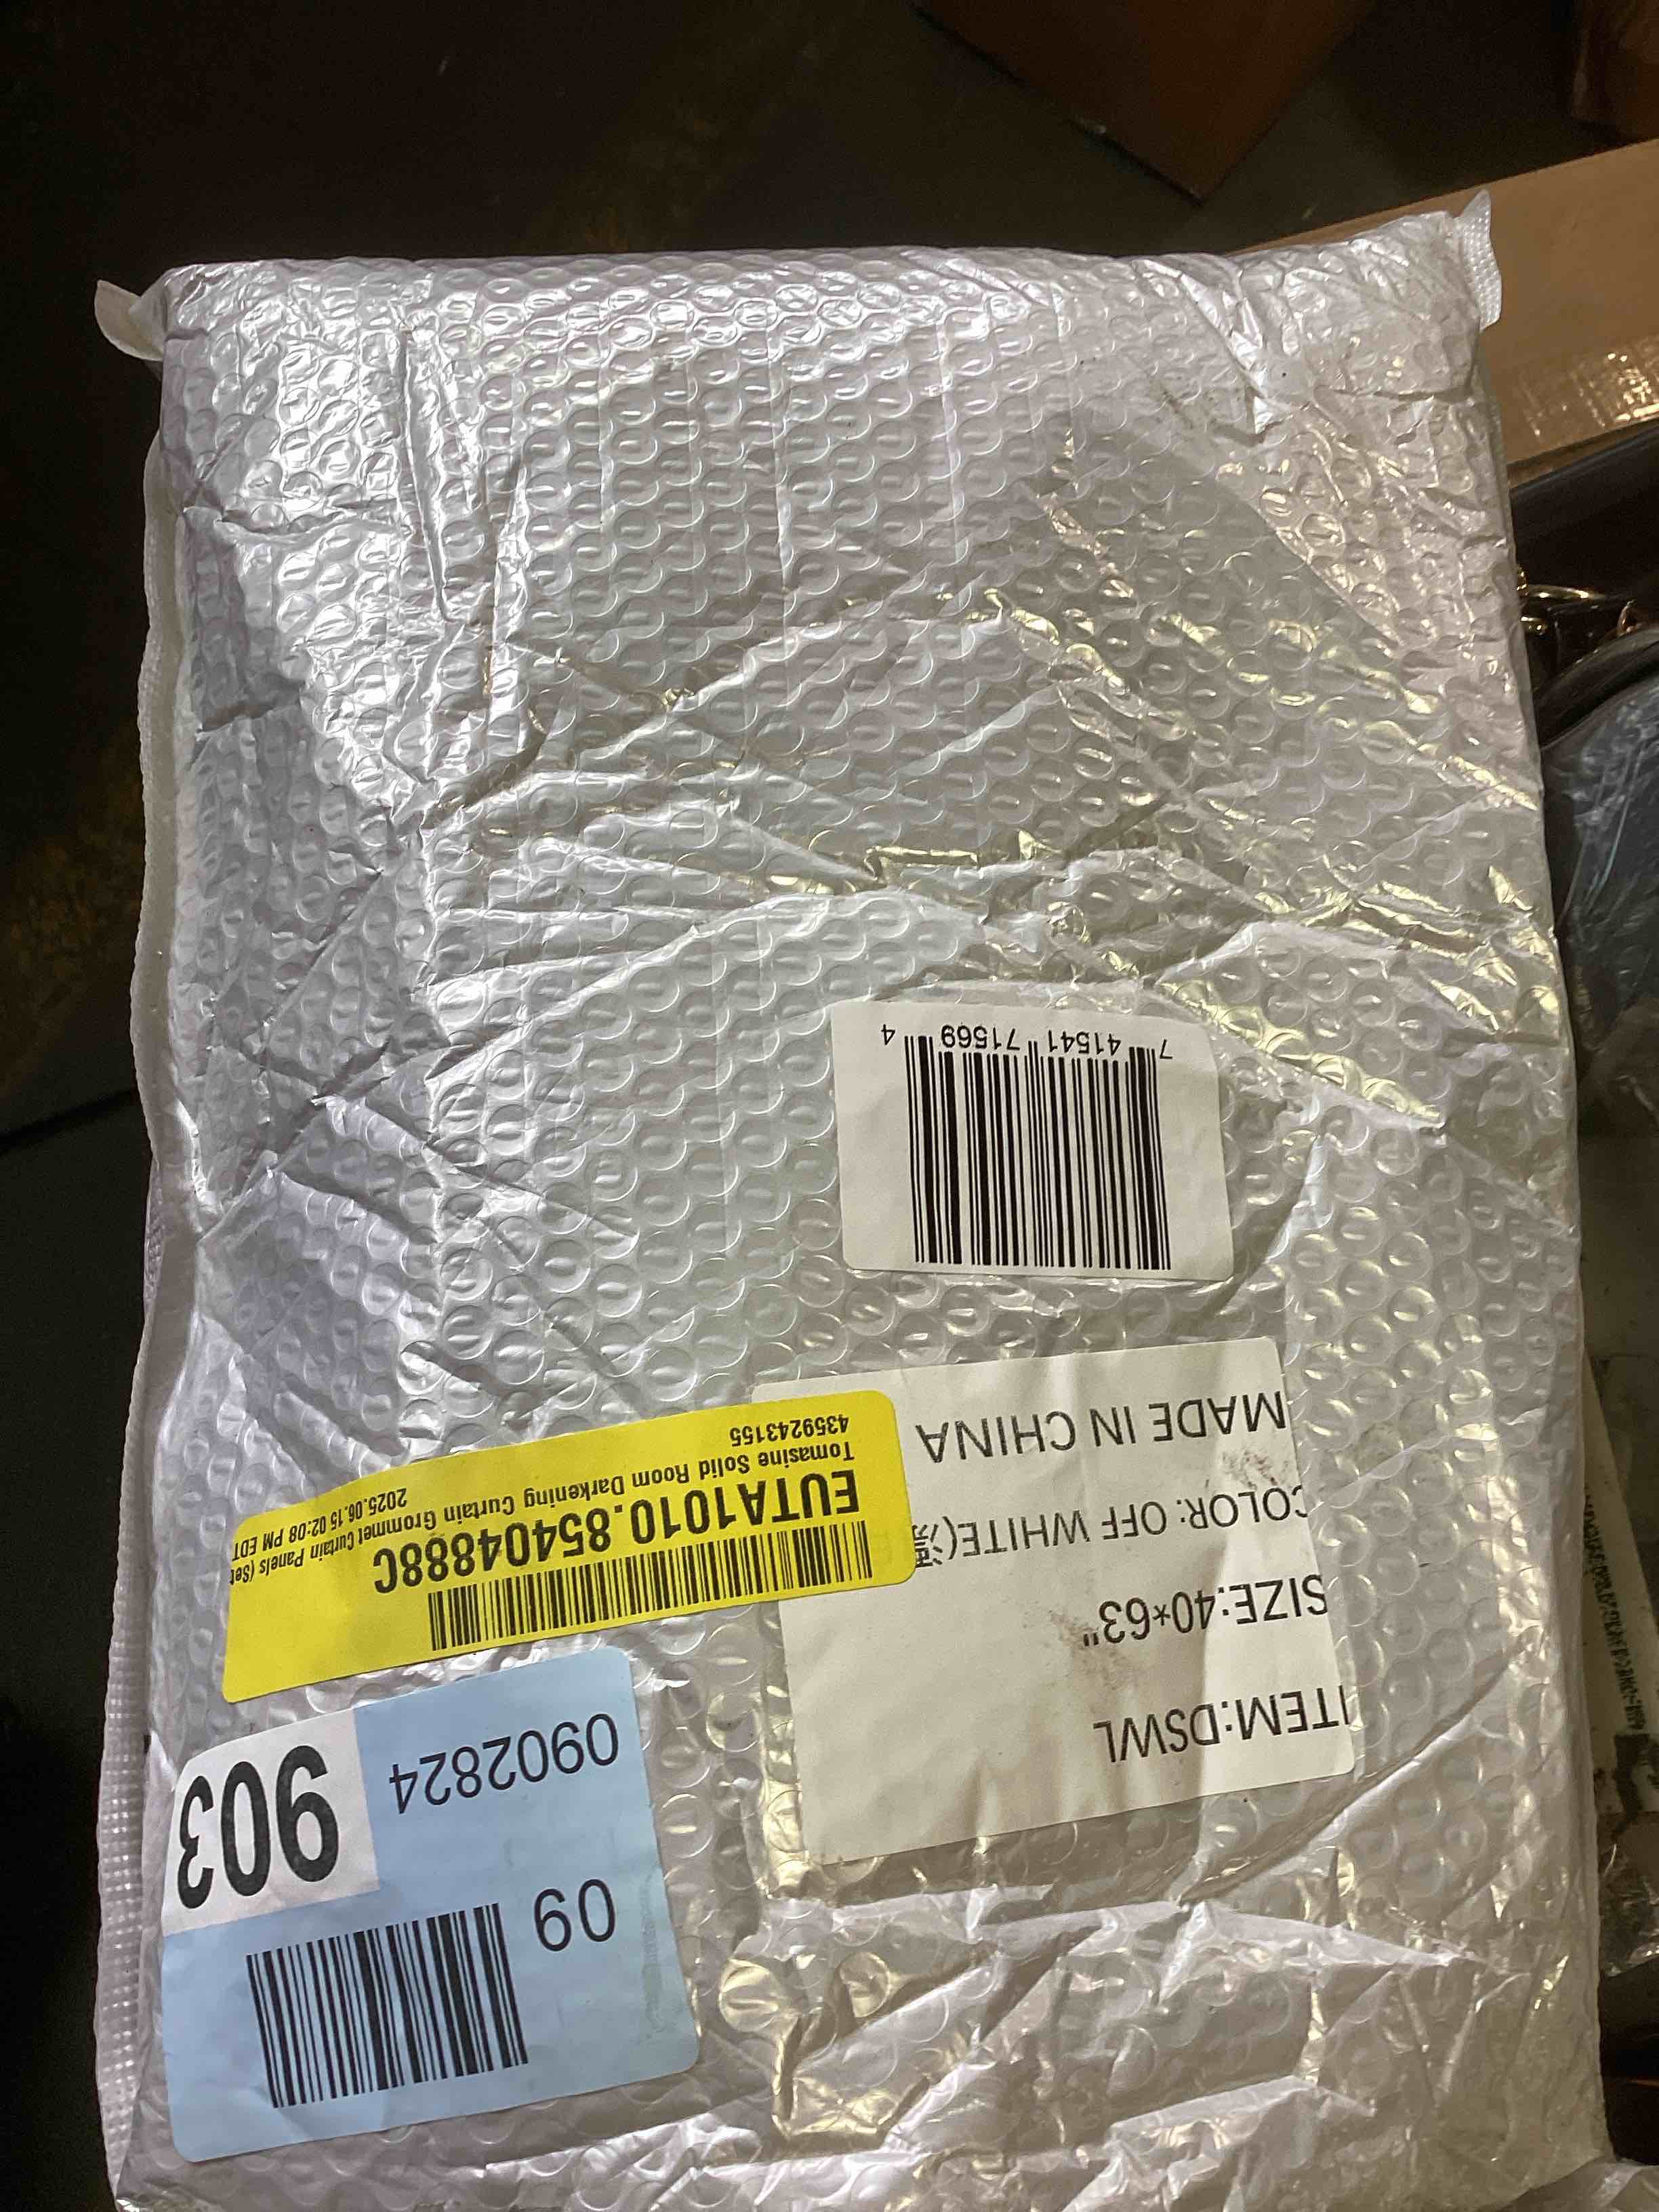 ITEM:DSWL
SIZE:40*63"
COLOR: OFF WHITE(
MADE IN CHINA
EUTA1010.85404888C
Tomasine Solid Room Darkening Curtain Grommet Curtain Panels (Set
4359243155
2025.06.15 02:08 PM EDT
09
0902824
903
7 41541 71569 4